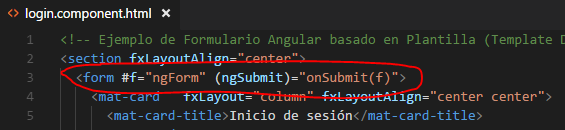 login.component.html
1 <!-- Ejemplo de Formulario Angular basado en Plantilla (Template D
2 <section fxLayoutAlign="center">
3 <form #f="ngForm" (ngSubmit)="onSubmit(f)">
4 <mat-card fxLayout="column" fxLayoutAlign="center center">
5 <mat-card-title>Inicio de sesión</mat-card-title>